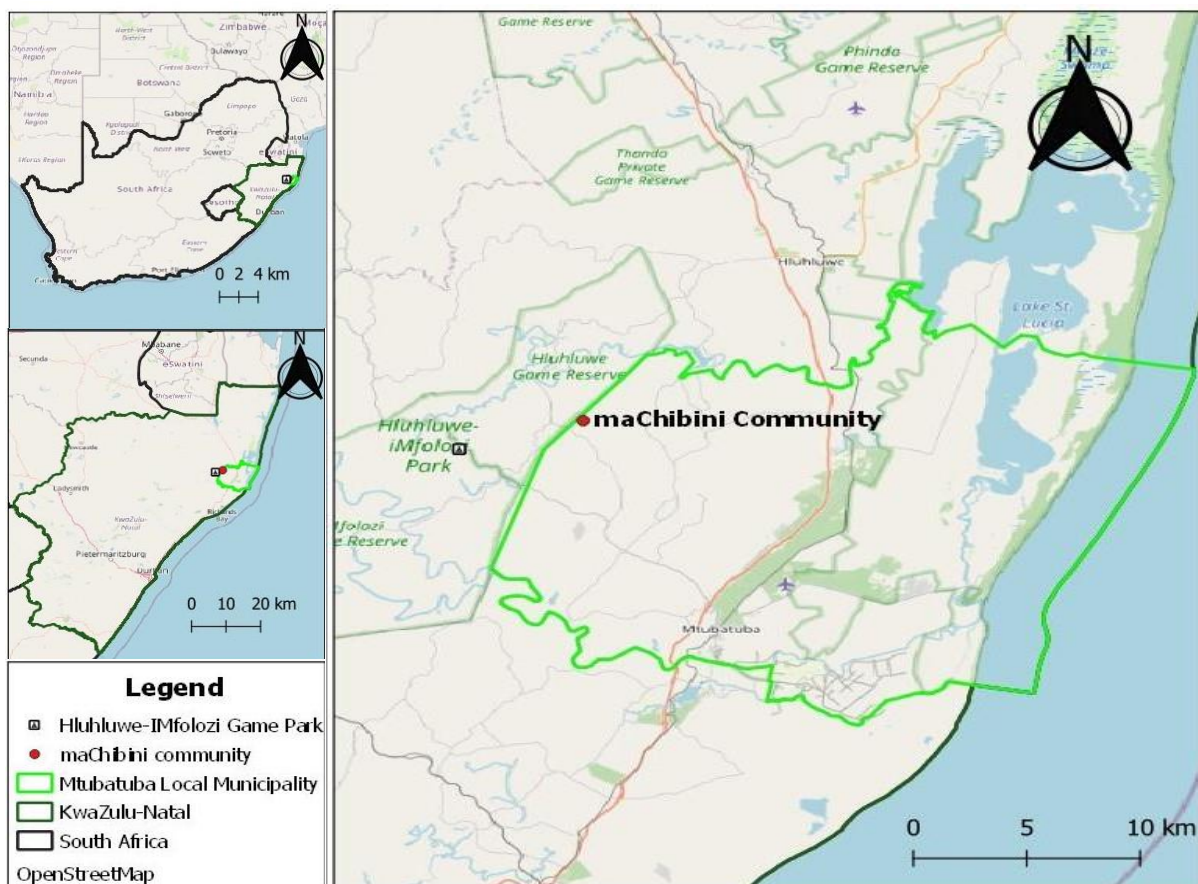 N
Zimbabwe
Bulawayo
Botswana
Namibia
Limpopo
Gaborone
Pretoria
Soweto
Matola
eSwatini
North West
South Africa
Durban
Eastern
Cape
0 2 4 km
N
Mbabane
Secunda
eSwatini
Newcastle
Ladysmith
KwaZulu-
Natal
Richards
Bay
Pietermaritzburg
Durban
0 10 20 km
Legend
Hluhluwe-IMfolozi Game Park
maChibini community
Mtubatuba Local Municipality
KwaZulu-Natal
South Africa
OpenStreetMap
N
Game Reserve
Phinda
Game Reserve
Swamp
Thanda
Private
Game Reserve
Hluhluwe
Lake St.
Lucia
Hluhluwe
Game Reserve
maChibini Community
Hluhluwe-
iMfolozi
Park
Mfolozi
e Reserve
Mtubatuba
0 5 10 km